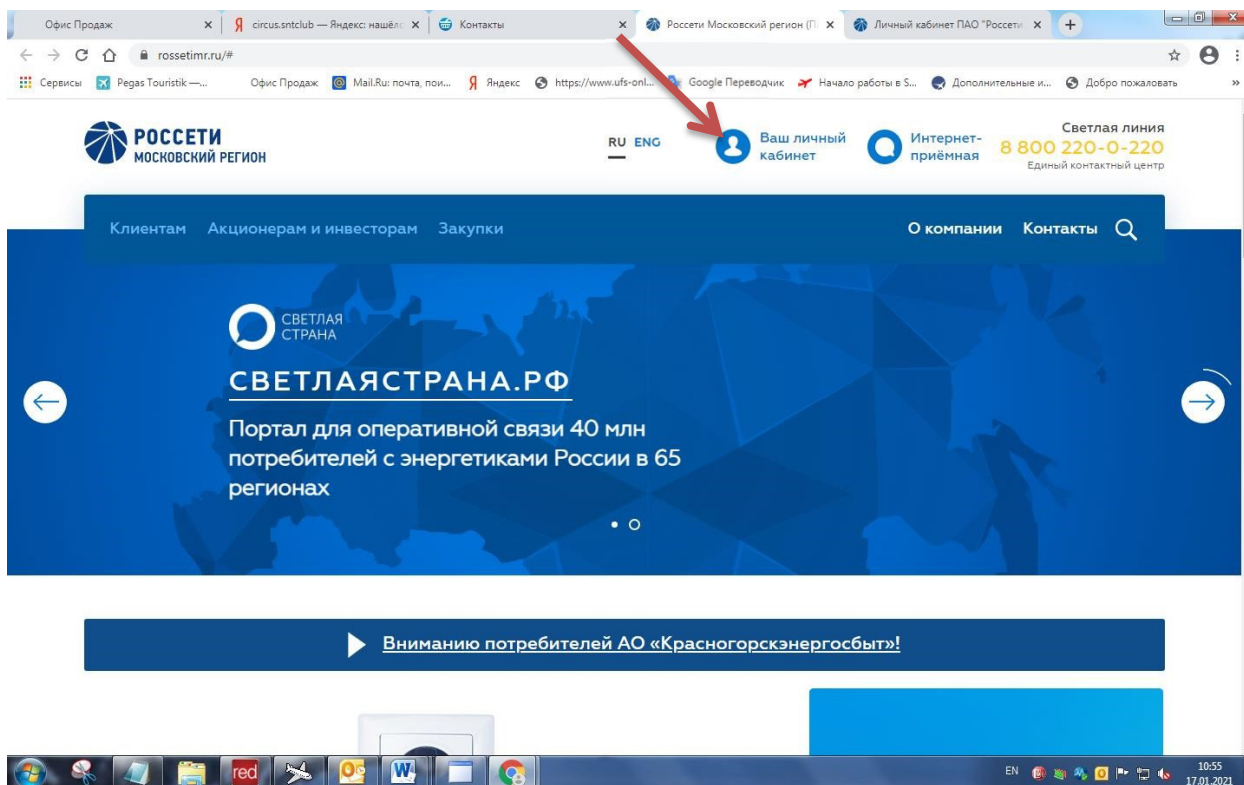 Офис Продаж
circus.sntclub — Яндекс: нашёлс
Контакты
Россети Московский регион (П
Личный кабинет ПАО "Россети
rossetimr.ru/#
Сервисы
Pegas Touristik —...
Офис Продаж
Mail.Ru: почта, пои...
Яндекс
https://www.ufs-onl...
Google Переводчик
Начало работы в S...
Дополнительные и...
Добро пожаловать
»
РОССЕТИ
МОСКОВСКИЙ РЕГИОН
RU ENG
Ваш личный
кабинет
Интернет-
приёмная
Светлая линия
8 800 220-0-220
Единый контактный центр
Клиентам Акционерам и инвесторам Закупки О компании Контакты
СВЕТЛАЯ
СТРАНА
СВЕТЛАЯСТРАНА.РФ
Портал для оперативной связи 40 млн
потребителей с энергетиками России в 65
регионах
Вниманию потребителей АО «Красногорскэнергосбыт»!
red
EN
10:55
17.01.2021